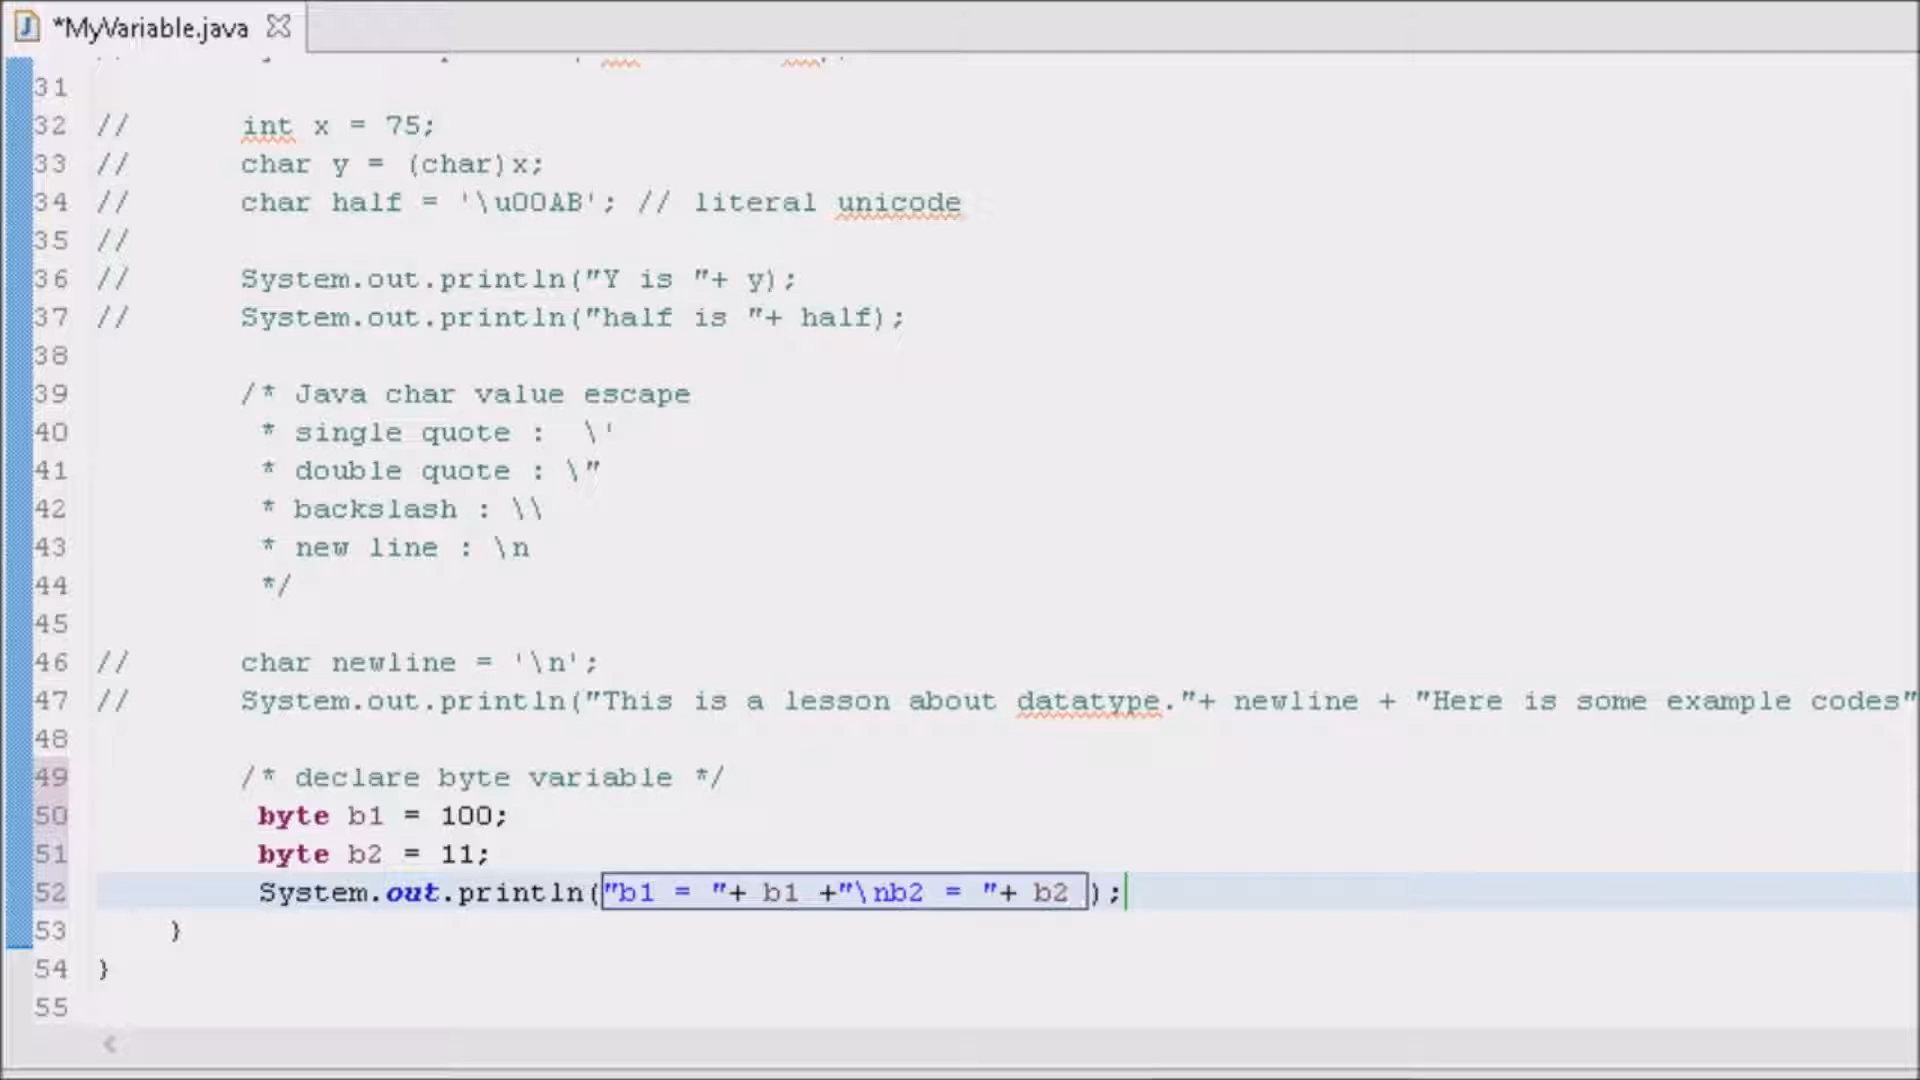 *MyVariable.java
31
32 // int x = 75;
33 // char y = (char)x;
34 // char half = '\u00AB'; // literal unicode
35 //
36 // System.out.println("Y is "+ y);
37 // System.out.println("half is "+ half);
38
39 /* Java char value escape
40 * single quote : \'
41 * double quote : \"
42 * backslash : \\
43 * new line : \n
44 */
45
46 // char newline = '\n';
47 // System.out.println("This is a lesson about datatype."+ newline + "Here is some example codes"
48
49 /* declare byte variable */
50 byte b1 = 100;
51 byte b2 = 11;
52 System.out.println("b1 = "+ b1 +"\nb2 = "+ b2 );
53 }
54 }
55